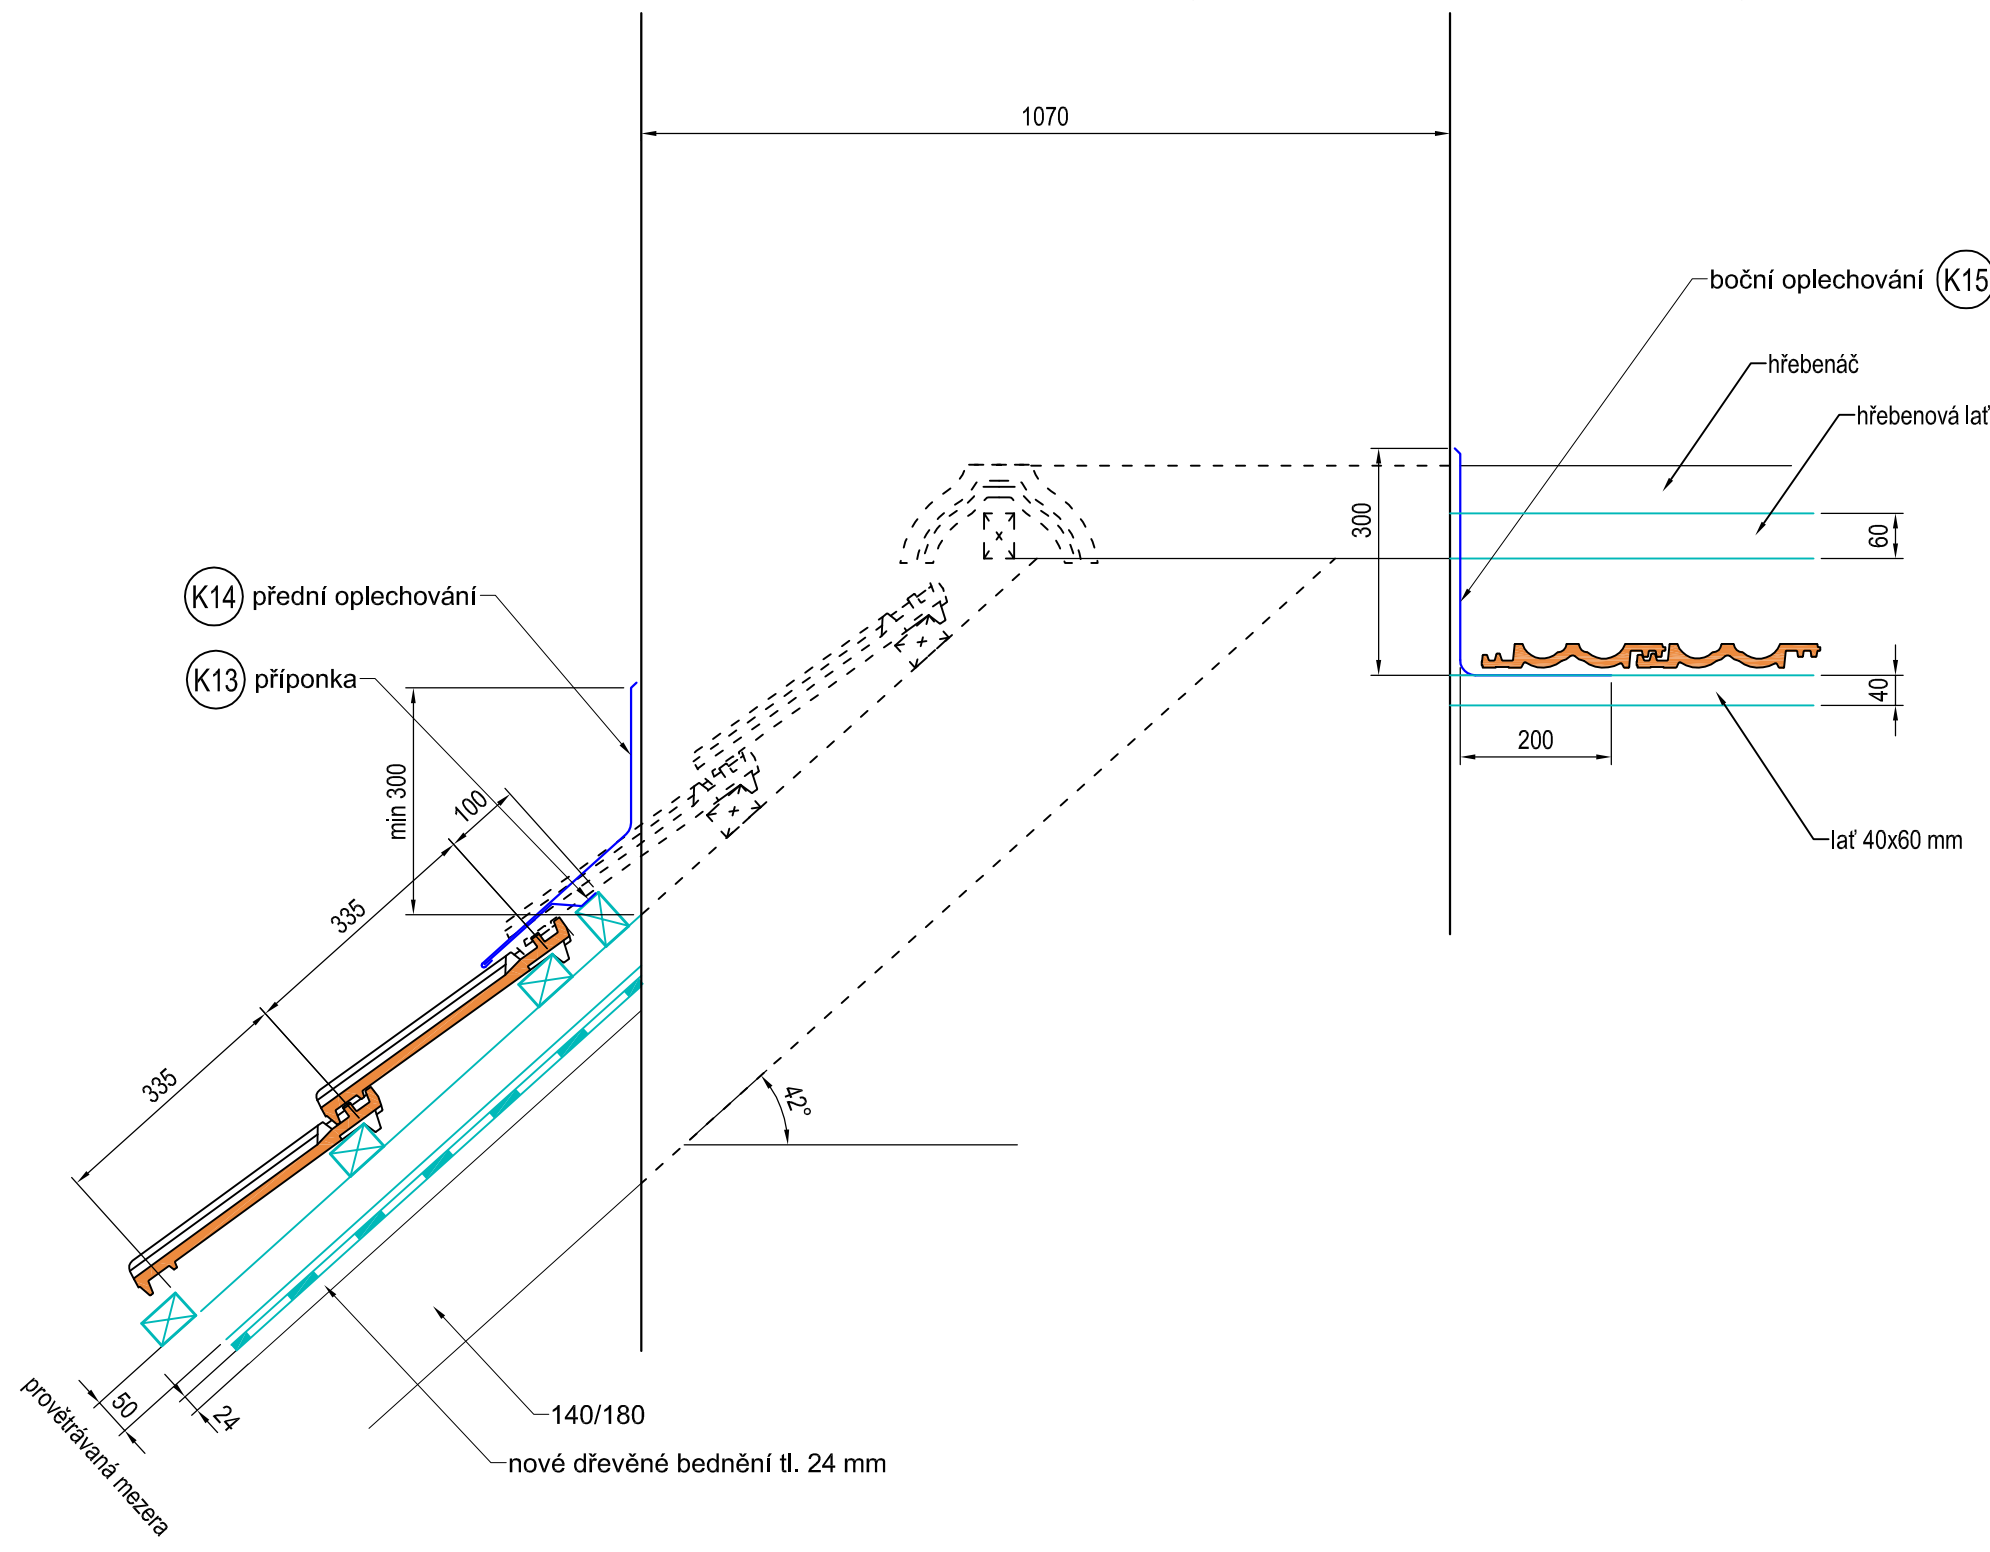 1070
boční oplechování K15
hřebenáč
hřebenová lať
300
60
K14 přední oplechování
K13 příponka
40
200
min 300
100
lať 40x60 mm
335
335
42°
50
24
140/180
nové dřevěné bednění tl. 24 mm
provětrávaná mezera